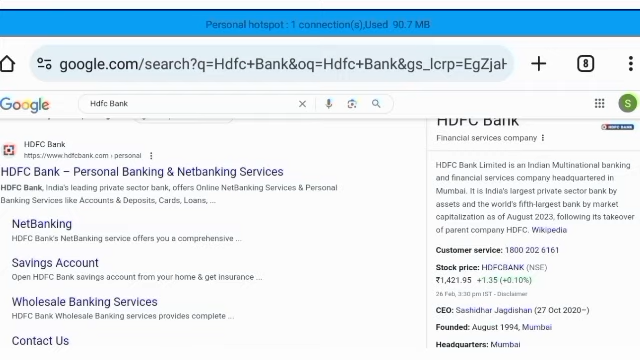 Personal hotspot : 1 connection(s),Used 90.7 MB
google.com/search?q=Hdfc+Bank&oq=Hdfc+Bank&gs_lcrp=EgZjaH
8
Google
Hdfc Bank
S
HDFC Bank
https://www.hdfcbank.com › personal
HDFC Bank – Personal Banking & Netbanking Services
HDFC Bank, India's leading private sector bank, offers Online NetBanking Services & Personal
Banking Services like Accounts & Deposits, Cards, Loans, ...
NetBanking
HDFC Bank's NetBanking service offers you a comprehensive ...
Savings Account
Open HDFC Bank savings account from your home & get insurance ...
Wholesale Banking Services
HDFC Bank Wholesale Banking services provides complete ...
Contact Us
HDFC Bank
Financial services company
HDFC BANK
HDFC Bank Limited is an Indian Multinational banking
and financial services company headquartered in
Mumbai. It is India's largest private sector bank by
assets and the world's fifth-largest bank by market
capitalization as of August 2023, following its takeover
of parent company HDFC. Wikipedia
Customer service: 1800 202 6161
Stock price: HDFCBANK (NSE)
₹1,421.95 +1.35 (+0.10%)
26 Feb, 3:30 pm IST - Disclaimer
CEO: Sashidhar Jagdishan (27 Oct 2020–)
Founded: August 1994, Mumbai
Headquarters: Mumbai